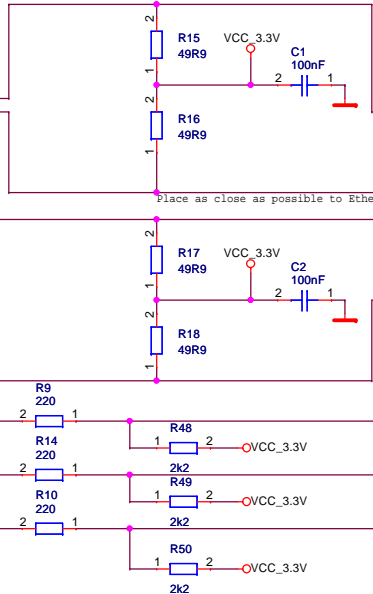 2
R15
49R9
1
VCC_3.3V
C1
100nF
2
1
2
R16
49R9
1
Place as close as possible to Ethe
2
R17
49R9
1
VCC_3.3V
C2
100nF
2
1
2
R18
49R9
1
R9
220
2
1
R48
1
2
VCC_3.3V
2k2
R14
220
2
1
R49
1
2
VCC_3.3V
2k2
R10
220
2
1
R50
1
2
VCC_3.3V
2k2